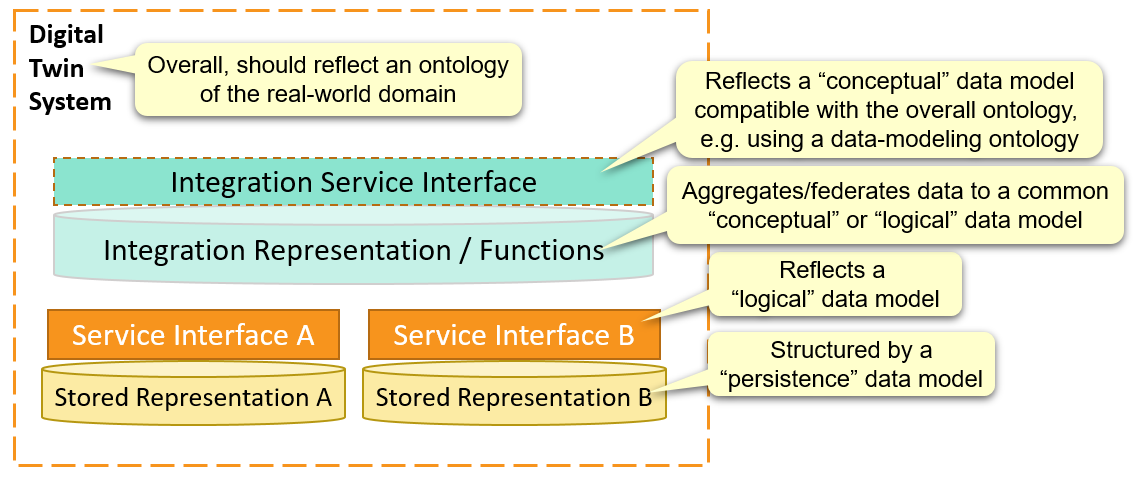 Digital
Twin
System
Overall, should reflect an ontology
of the real-world domain
Reflects a “conceptual” data model
compatible with the overall ontology,
e.g. using a data-modeling ontology
Integration Service Interface
Aggregates/federates data to a common
“conceptual” or “logical” data model
Integration Representation / Functions
Reflects a
“logical” data model
Service Interface A
Service Interface B
Structured by a
“persistence” data model
Stored Representation A
Stored Representation B